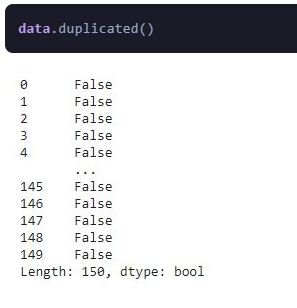 data.duplicated()
0 False
1 False
2 False
3 False
4 False
...
145 False
146 False
147 False
148 False
149 False
Length: 150, dtype: bool